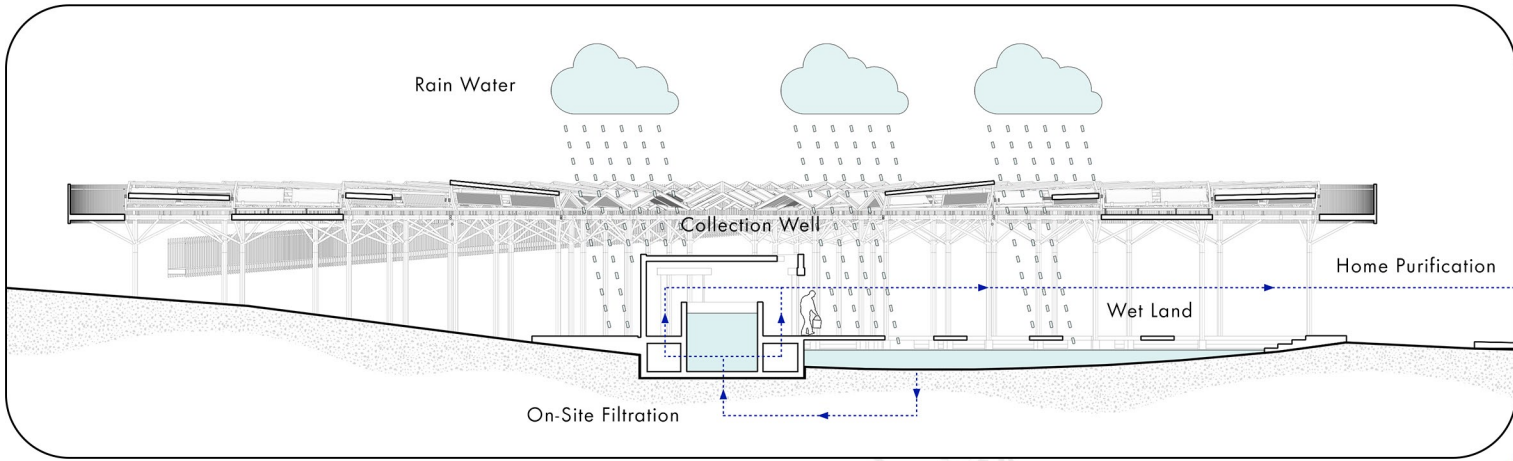 Rain Water
Collection Well
Home Purification
Wet Land
On-Site Filtration